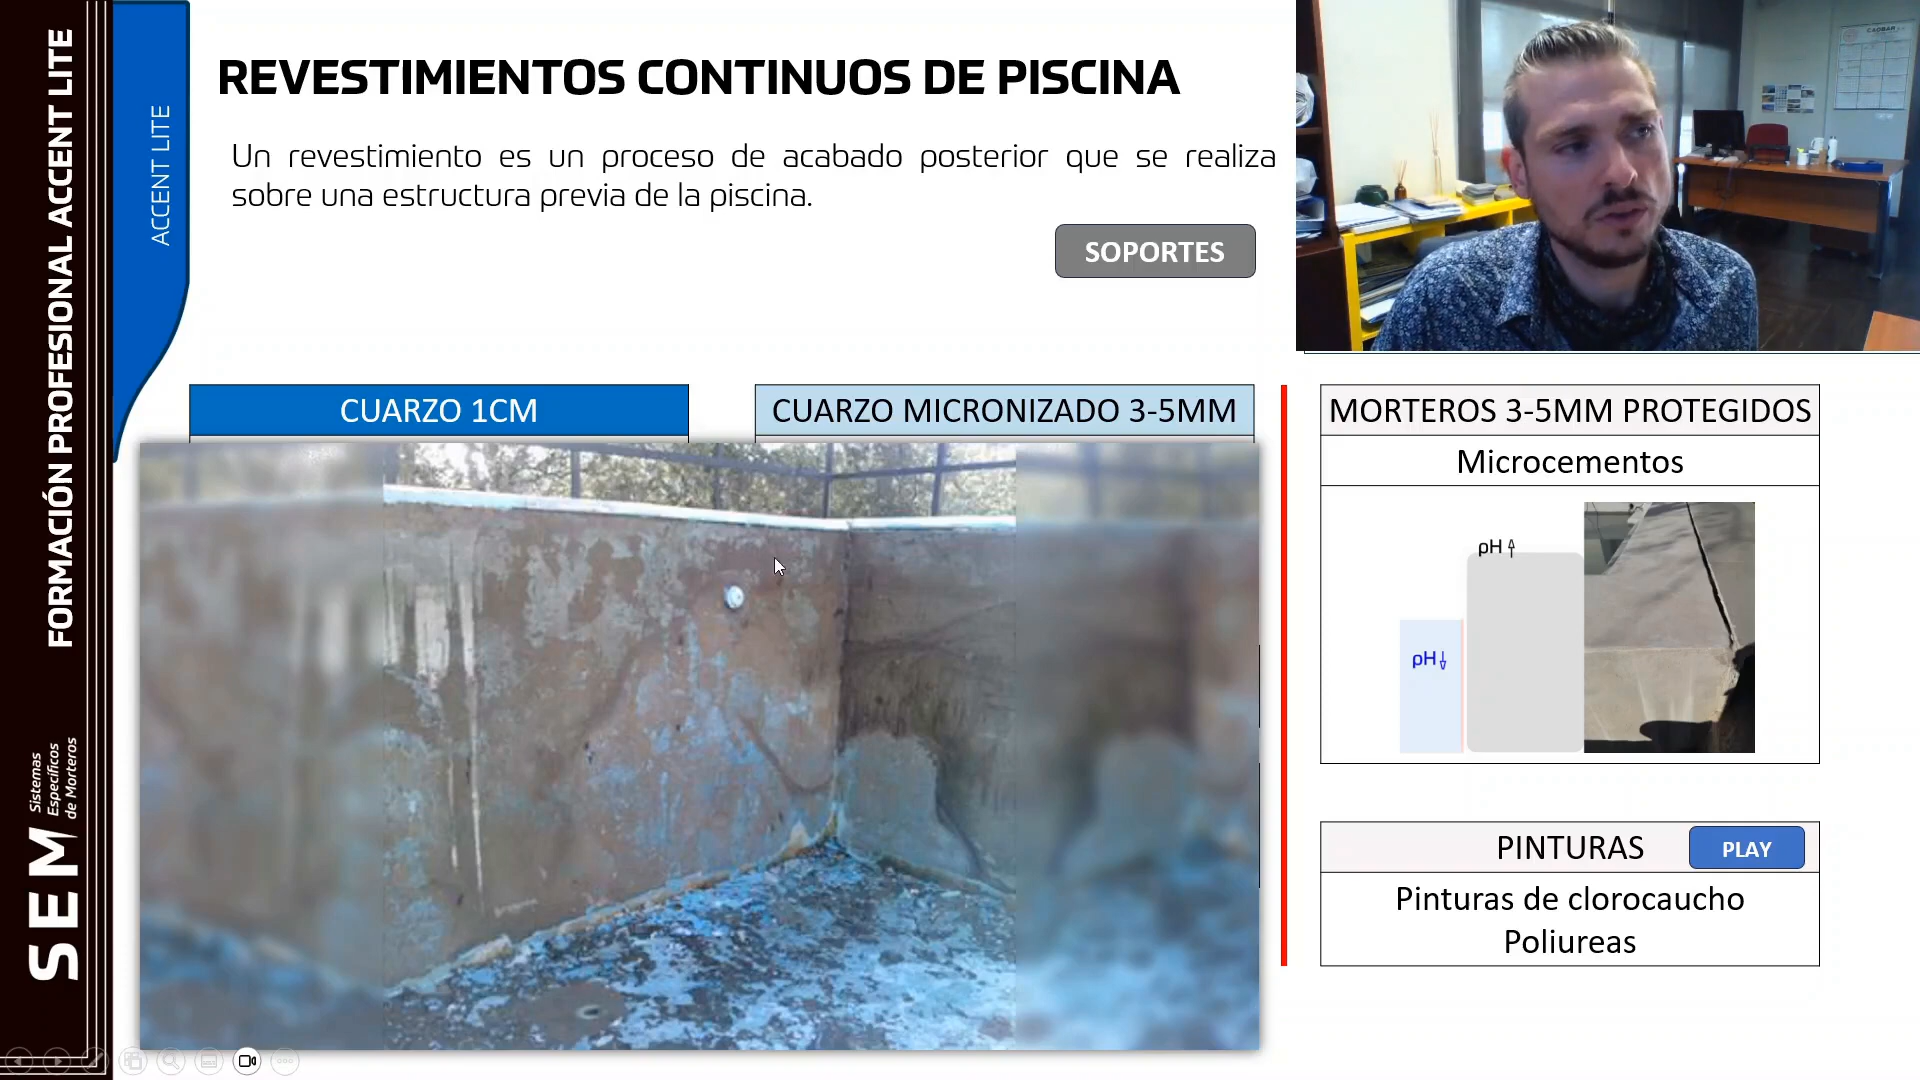 FORMACIÓN PROFESIONAL ACCENT LITE
SEM Sistemas
Específicos
de Morteros
ACCENT LITE
REVESTIMIENTOS CONTINUOS DE PISCINA
Un revestimiento es un proceso de acabado posterior que se realiza
sobre una estructura previa de la piscina.
SOPORTES
CUARZO 1CM
CUARZO MICRONIZADO 3-5MM
MORTEROS 3-5MM PROTEGIDOS
Microcementos
pH
pH
PINTURAS
PLAY
Pinturas de clorocaucho
Poliureas